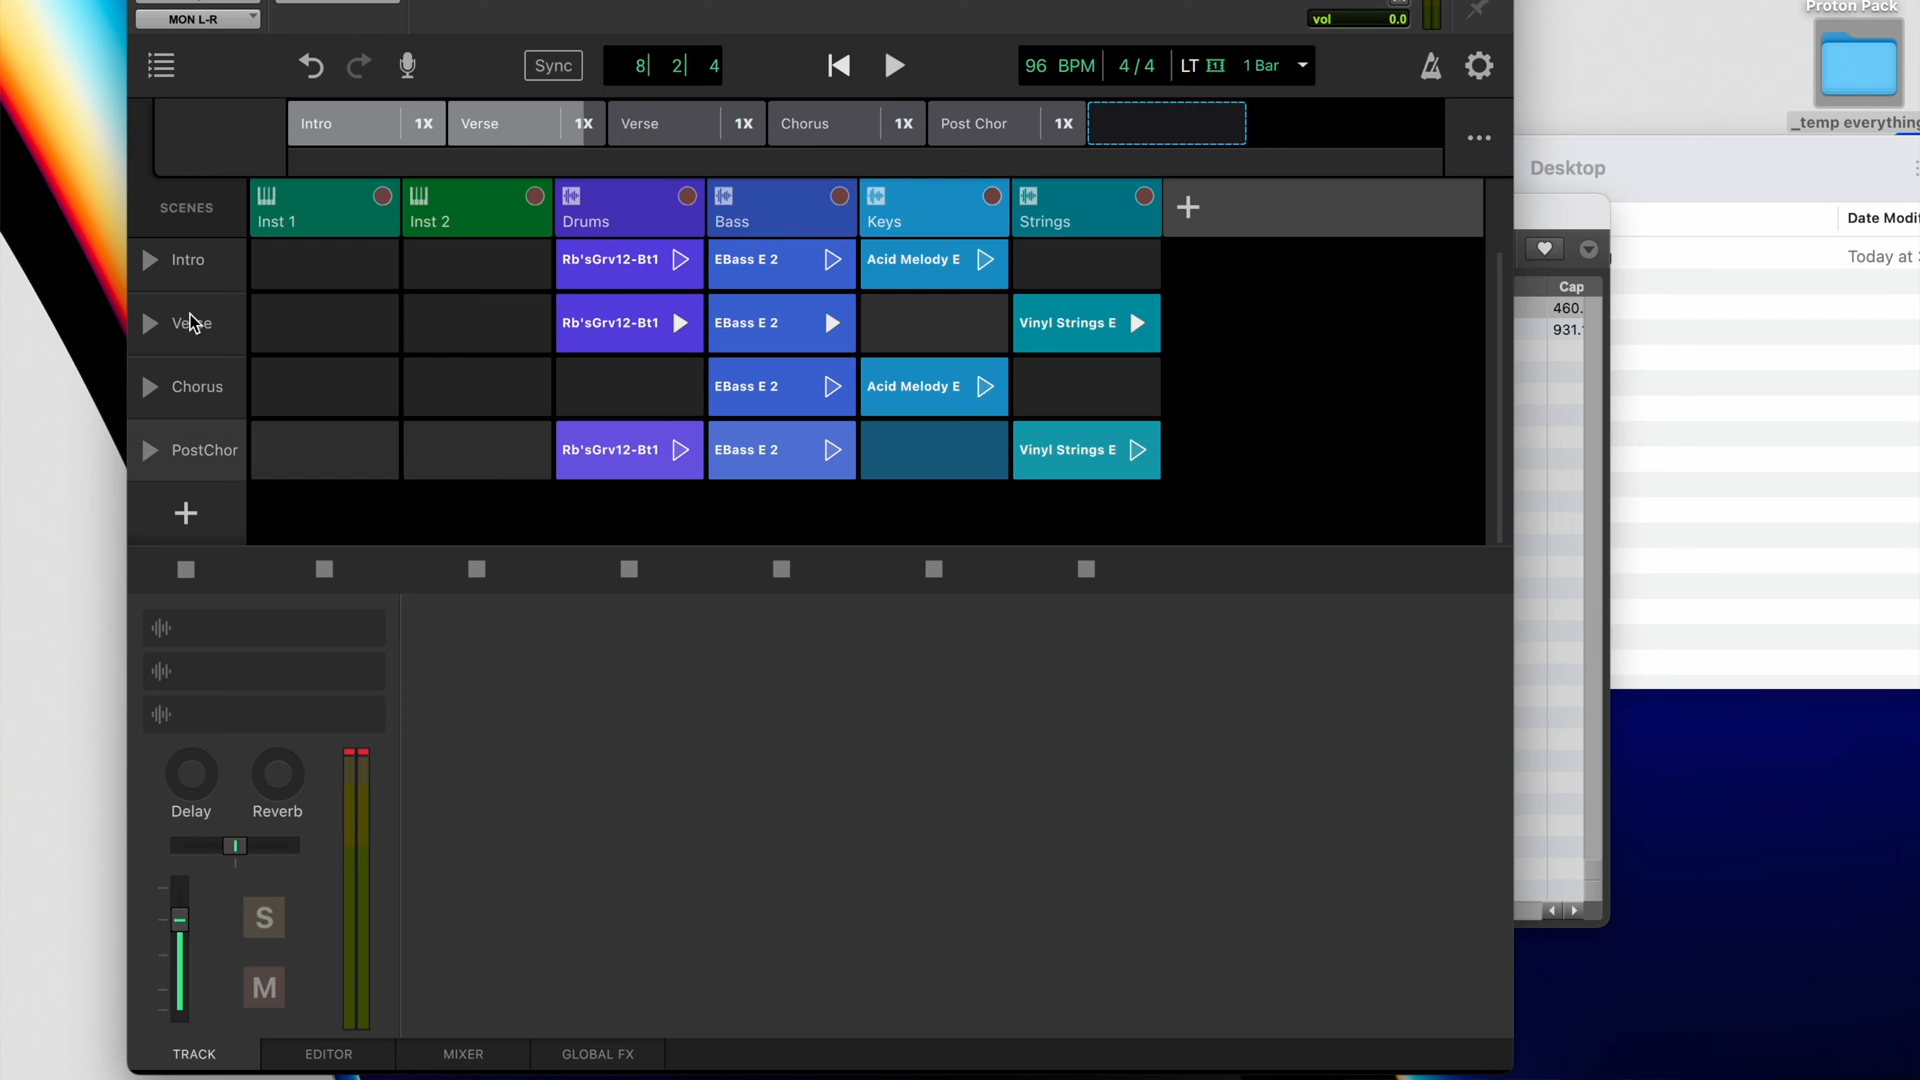 Proton Pack
MON L-R
vol 0.0
Sync 8| 2| 4 96 BPM 4/4 LT 1 Bar
_temp everything
Intro 1X Verse 1X Verse 1X Chorus 1X Post Chor 1X
Desktop
SCENES Inst 1 Inst 2 Drums Bass Keys Strings
Date Modif
Intro Rb'sGrv12-Bt1 EBass E 2 Acid Melody E
Today at
Cap
460.
931.
Verse Rb'sGrv12-Bt1 EBass E 2 Vinyl Strings E
Chorus EBass E 2 Acid Melody E
PostChor Rb'sGrv12-Bt1 EBass E 2 Vinyl Strings E
Delay Reverb
S
M
TRACK EDITOR MIXER GLOBAL FX